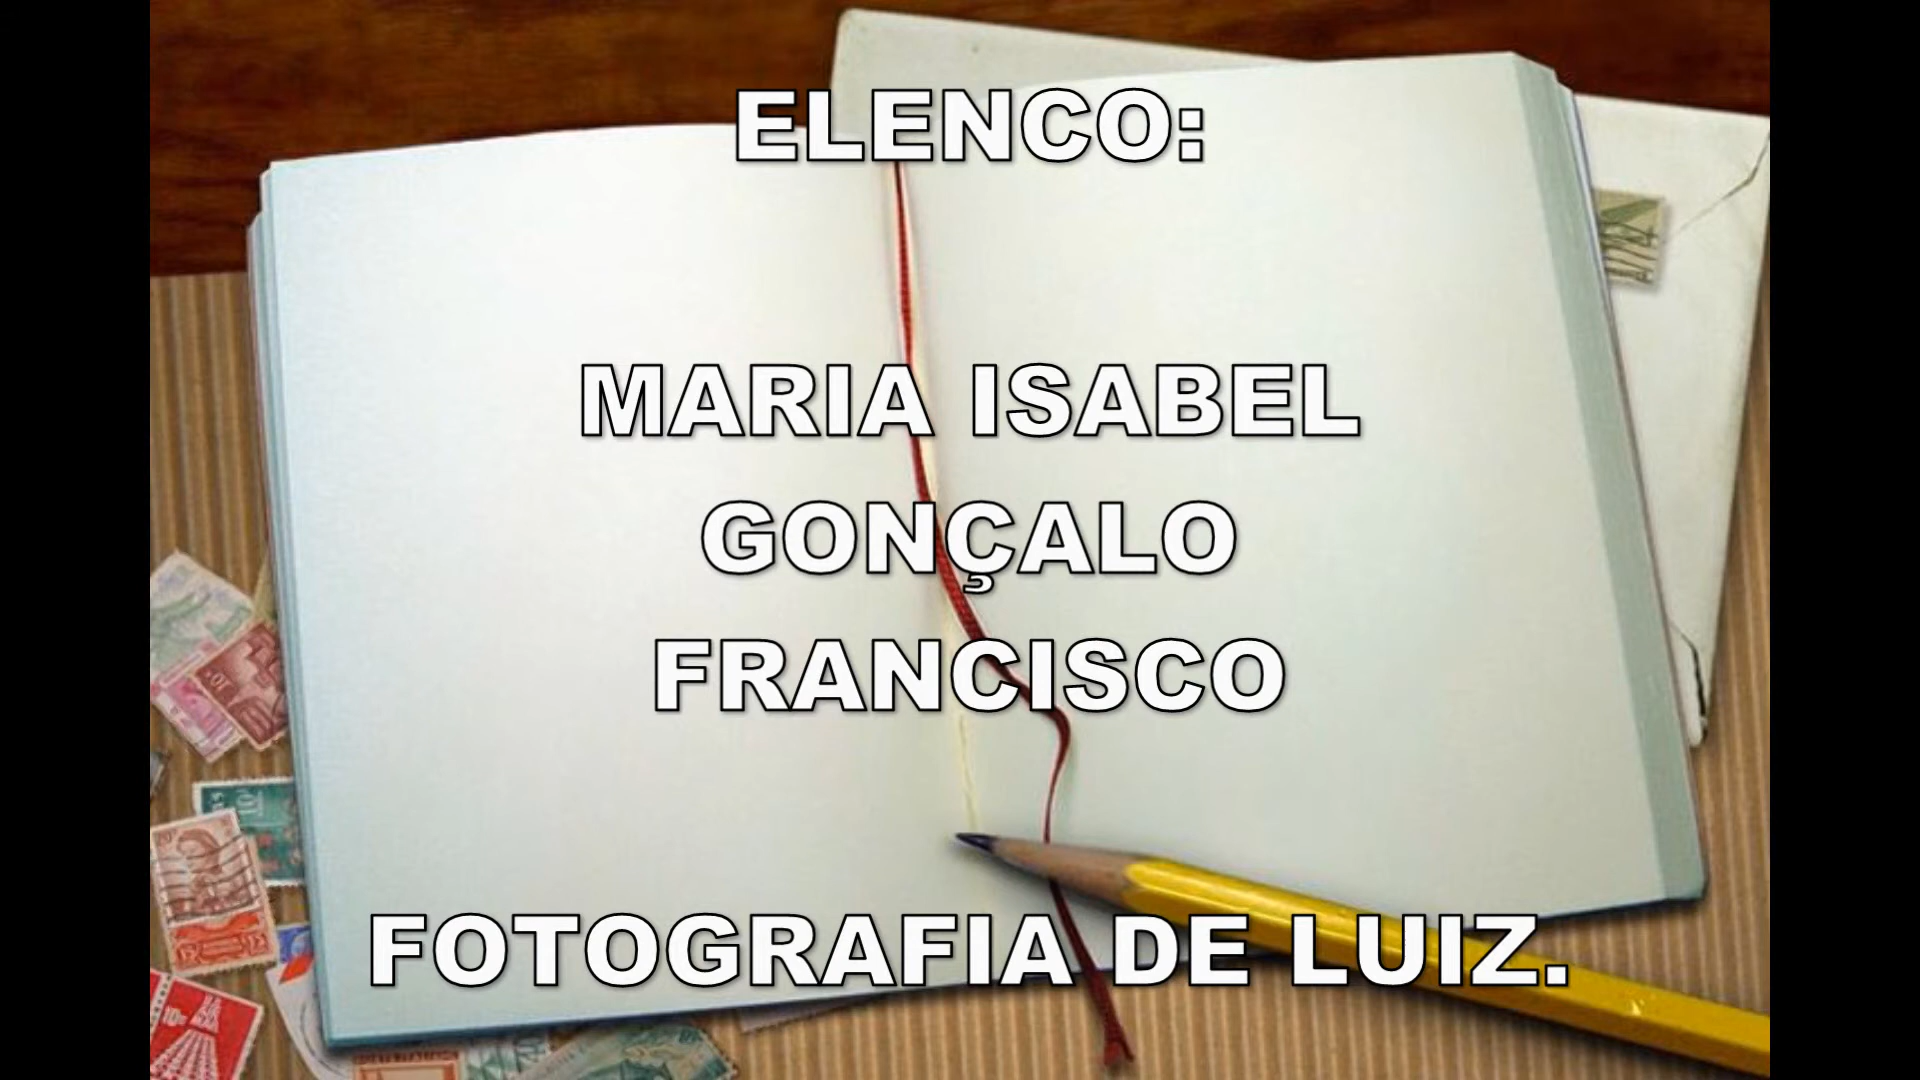 ELENCO:
MARIA ISABEL
GONÇALO
FRANCISCO
FOTOGRAFIA DE LUIZ.